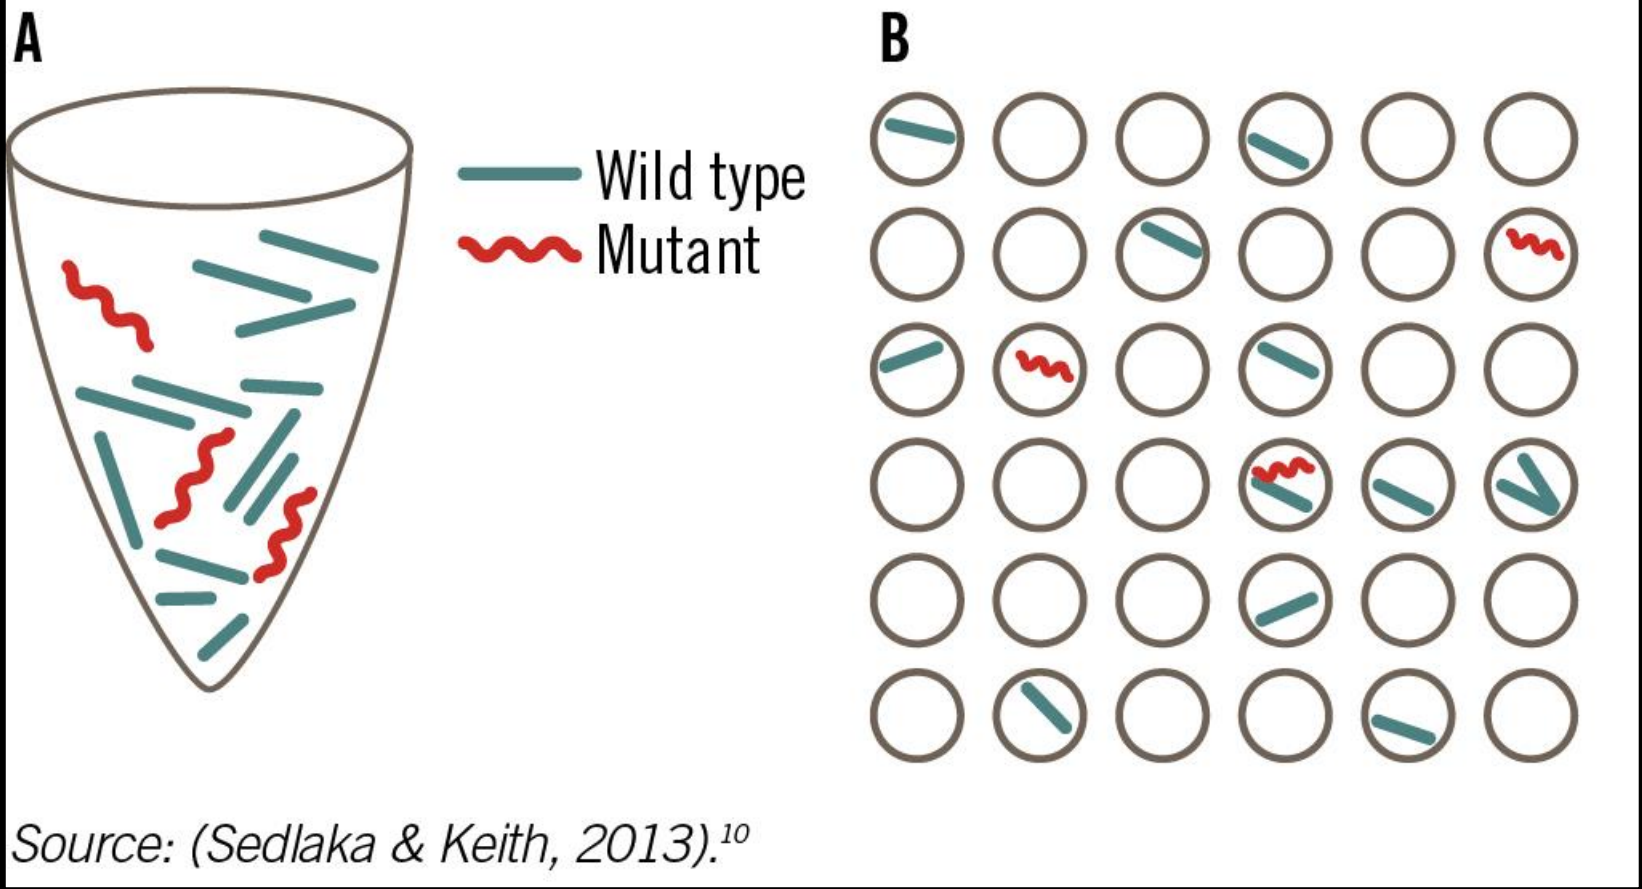 A
B
Wild type
Mutant
Source: (Sedlaka & Keith, 2013).¹⁰